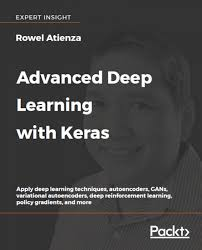 EXPERT INSIGHT
Rowel Atienza
Advanced Deep
Learning
with Keras
Apply deep learning techniques, autoencoders, GANs,
variational autoencoders, deep reinforcement learning,
policy gradients, and more
Packt>